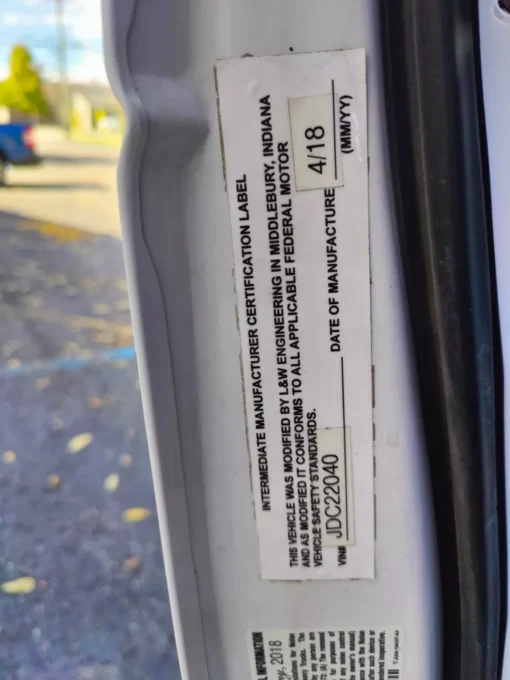 INTERMEDIATE MANUFACTURER CERTIFICATION LABEL
THIS VEHICLE WAS MODIFIED BY L&W ENGINEERING IN MIDDLEBURY, INDIANA
AND AS MODIFIED IT CONFORMS TO ALL APPLICABLE FEDERAL MOTOR
VEHICLE SAFETY STANDARDS.
VIN# JDC22040 DATE OF MANUFACTURE 4/18
(MM/YY)
INFORMATION
2018